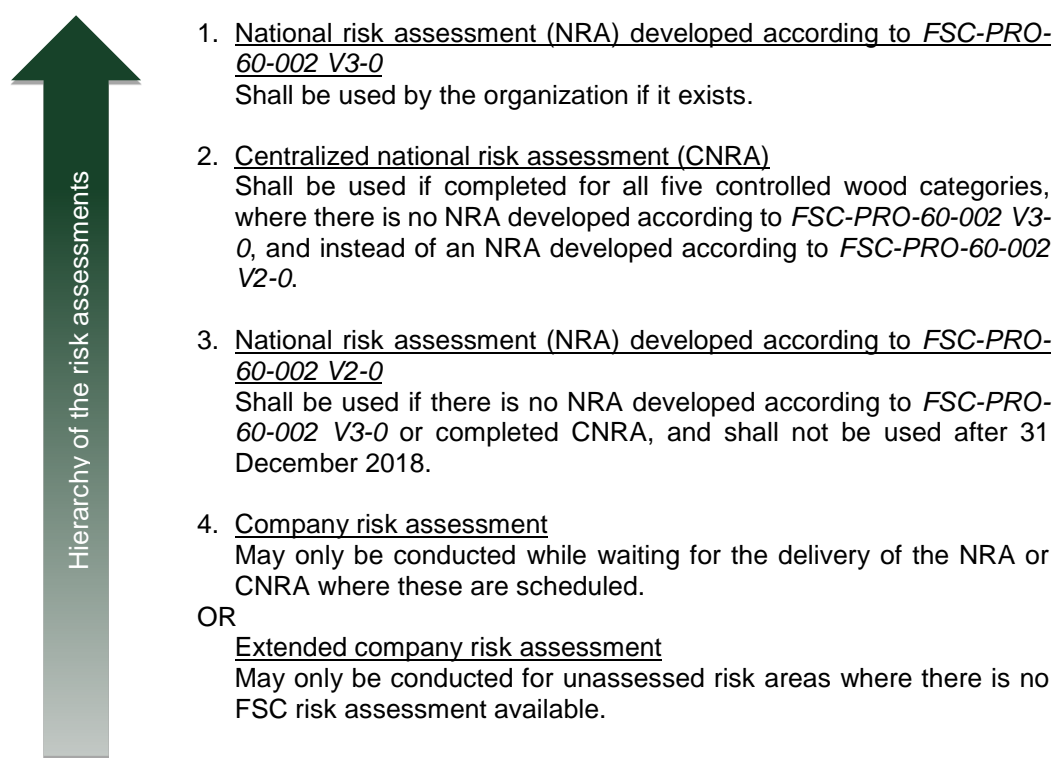 Hierarchy of the risk assessments
1. National risk assessment (NRA) developed according to FSC-PRO-
60-002 V3-0
Shall be used by the organization if it exists.
2. Centralized national risk assessment (CNRA)
Shall be used if completed for all five controlled wood categories,
where there is no NRA developed according to FSC-PRO-60-002 V3-
0, and instead of an NRA developed according to FSC-PRO-60-002
V2-0.
3. National risk assessment (NRA) developed according to FSC-PRO-
60-002 V2-0
Shall be used if there is no NRA developed according to FSC-PRO-
60-002 V3-0 or completed CNRA, and shall not be used after 31
December 2018.
4. Company risk assessment
May only be conducted while waiting for the delivery of the NRA or
CNRA where these are scheduled.
OR
Extended company risk assessment
May only be conducted for unassessed risk areas where there is no
FSC risk assessment available.